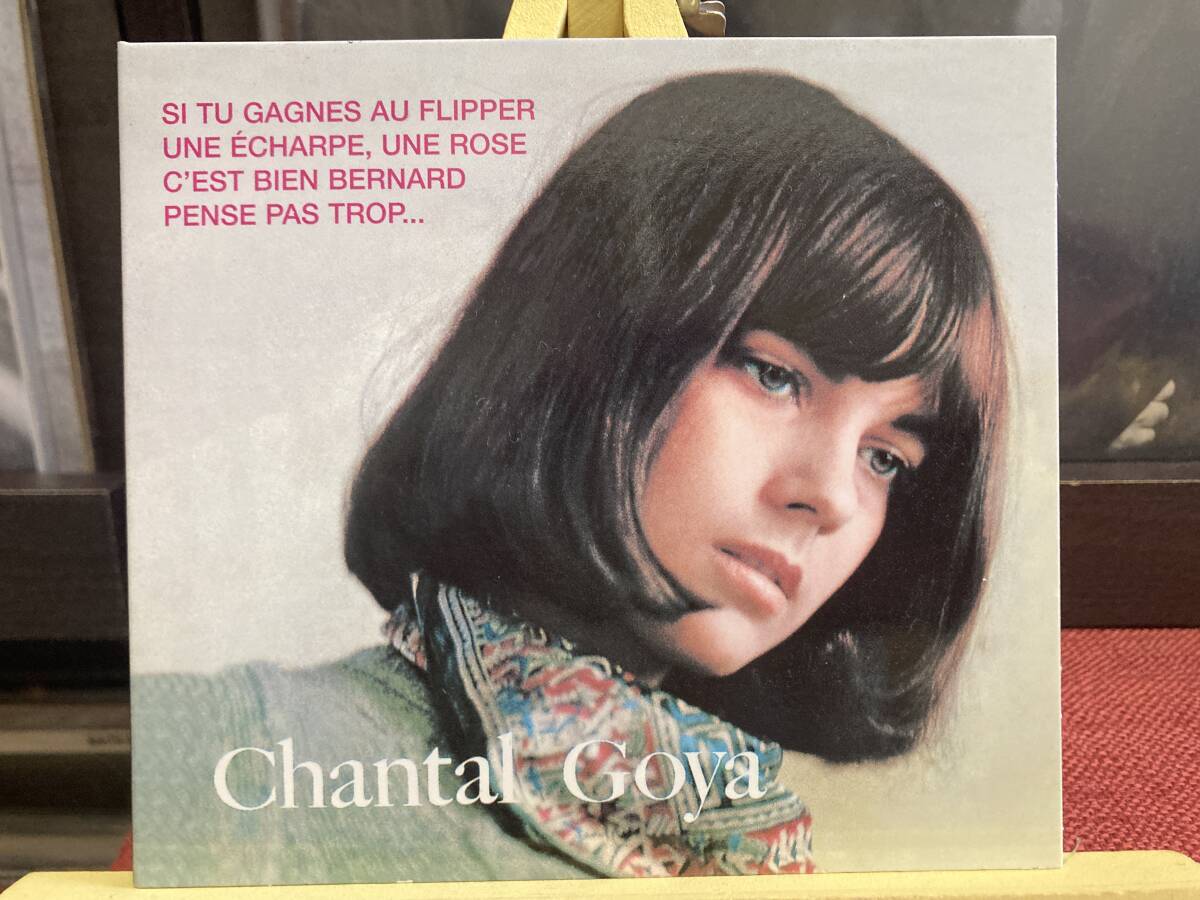 SI TU GAGNES AU FLIPPER
UNE ÉCHARPE, UNE ROSE
C'EST BIEN BERNARD
PENSE PAS TROP...
Chantal Goya